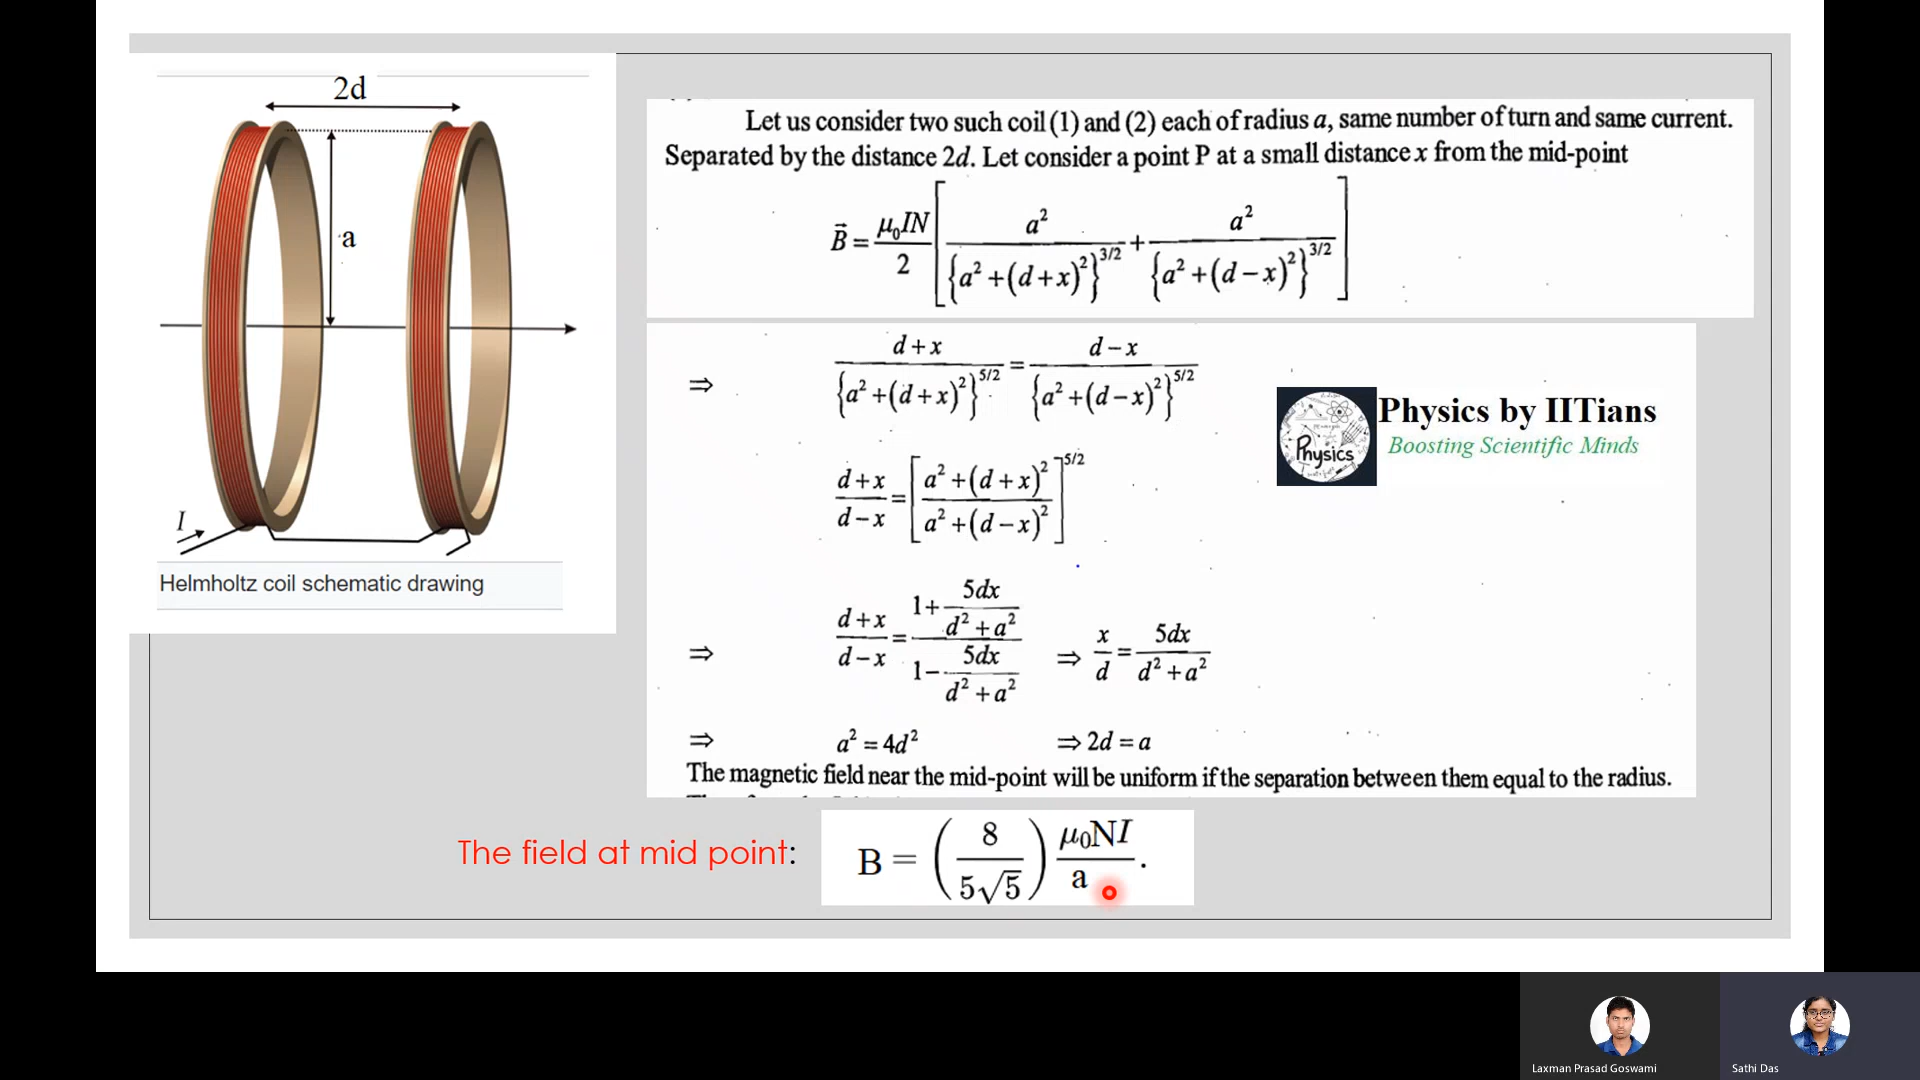 2d
a
I
Helmholtz coil schematic drawing
Let us consider two such coil (1) and (2) each of radius a, same number of turn and same current.
Separated by the distance 2d. Let consider a point P at a small distance x from the mid-point
B⃗ = μ₀IN/2 [ a²/{a² + (d + x)²}^3/2 + a²/{a² + (d − x)²}^3/2 ]
⇒ d + x/{a² + (d + x)²}^5/2 = d − x/{a² + (d − x)²}^5/2
d + x/d − x = [ a² + (d + x)²/a² + (d − x)² ]^5/2
⇒ d + x/d − x = 1 + 5dx/d² + a² / 1 − 5dx/d² + a² ⇒ x/d = 5dx/d² + a²
⇒ a² = 4d² ⇒ 2d = a
The magnetic field near the mid-point will be uniform if the separation between them equal to the radius.
Physics
Physics by IITians
Boosting Scientific Minds
The field at mid point:
B = (8/5√5) μ₀NI/a .
Laxman Prasad Goswami
Sathi Das